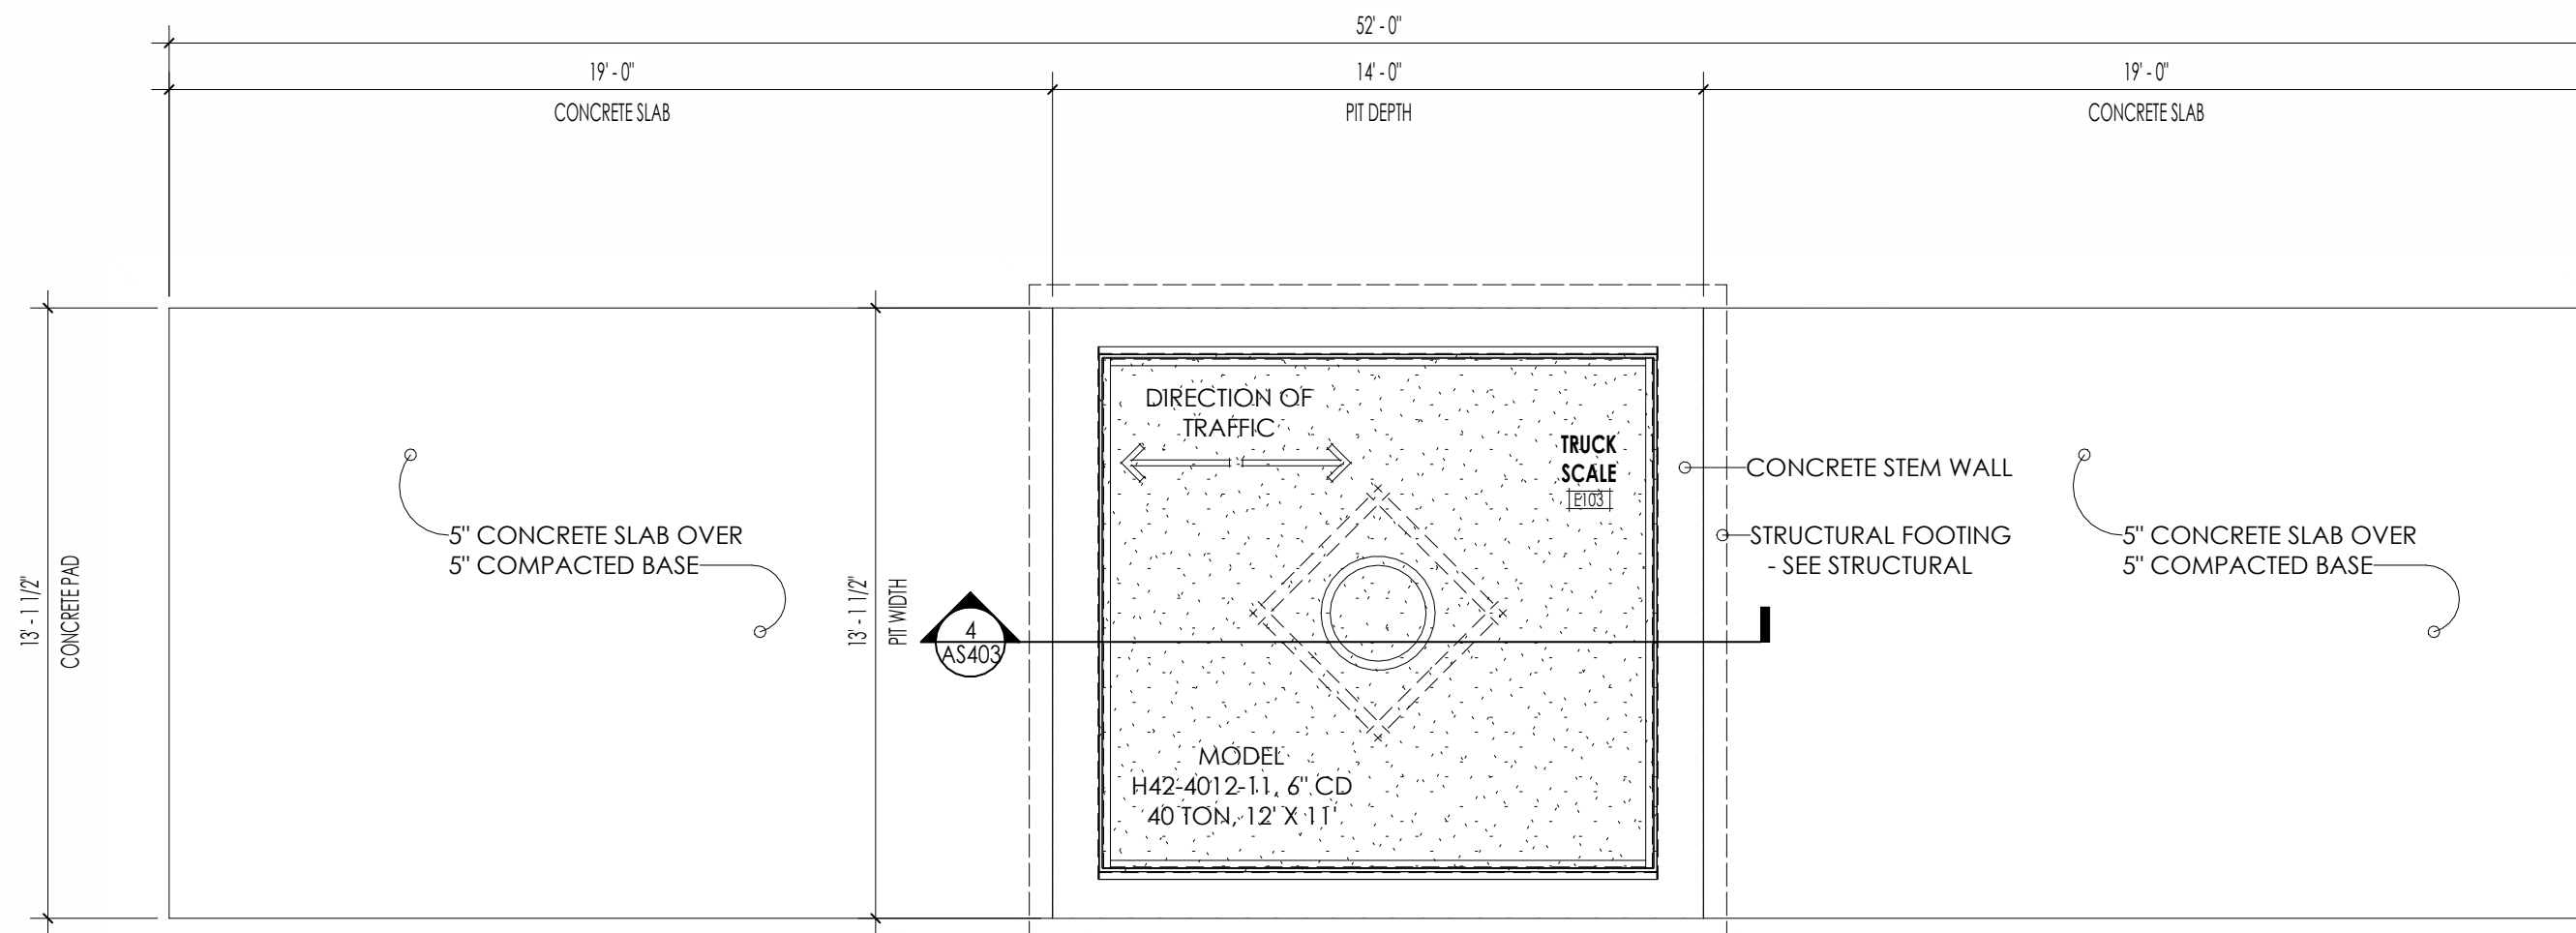 52' - 0"
19' - 0"
14' - 0"
19' - 0"
CONCRETE SLAB
PIT DEPTH
CONCRETE SLAB
DIRECTION OF
TRAFFIC
TRUCK
SCALE
E103
CONCRETE STEM WALL
STRUCTURAL FOOTING
- SEE STRUCTURAL
5" CONCRETE SLAB OVER
5" COMPACTED BASE
5" CONCRETE SLAB OVER
5" COMPACTED BASE
13' - 1 1/2"
CONCRETE PAD
13' - 1 1/2"
PIT WIDTH
4
AS403
MODEL
H42-4012-11, 6" CD
40 TON, 12' X 11'